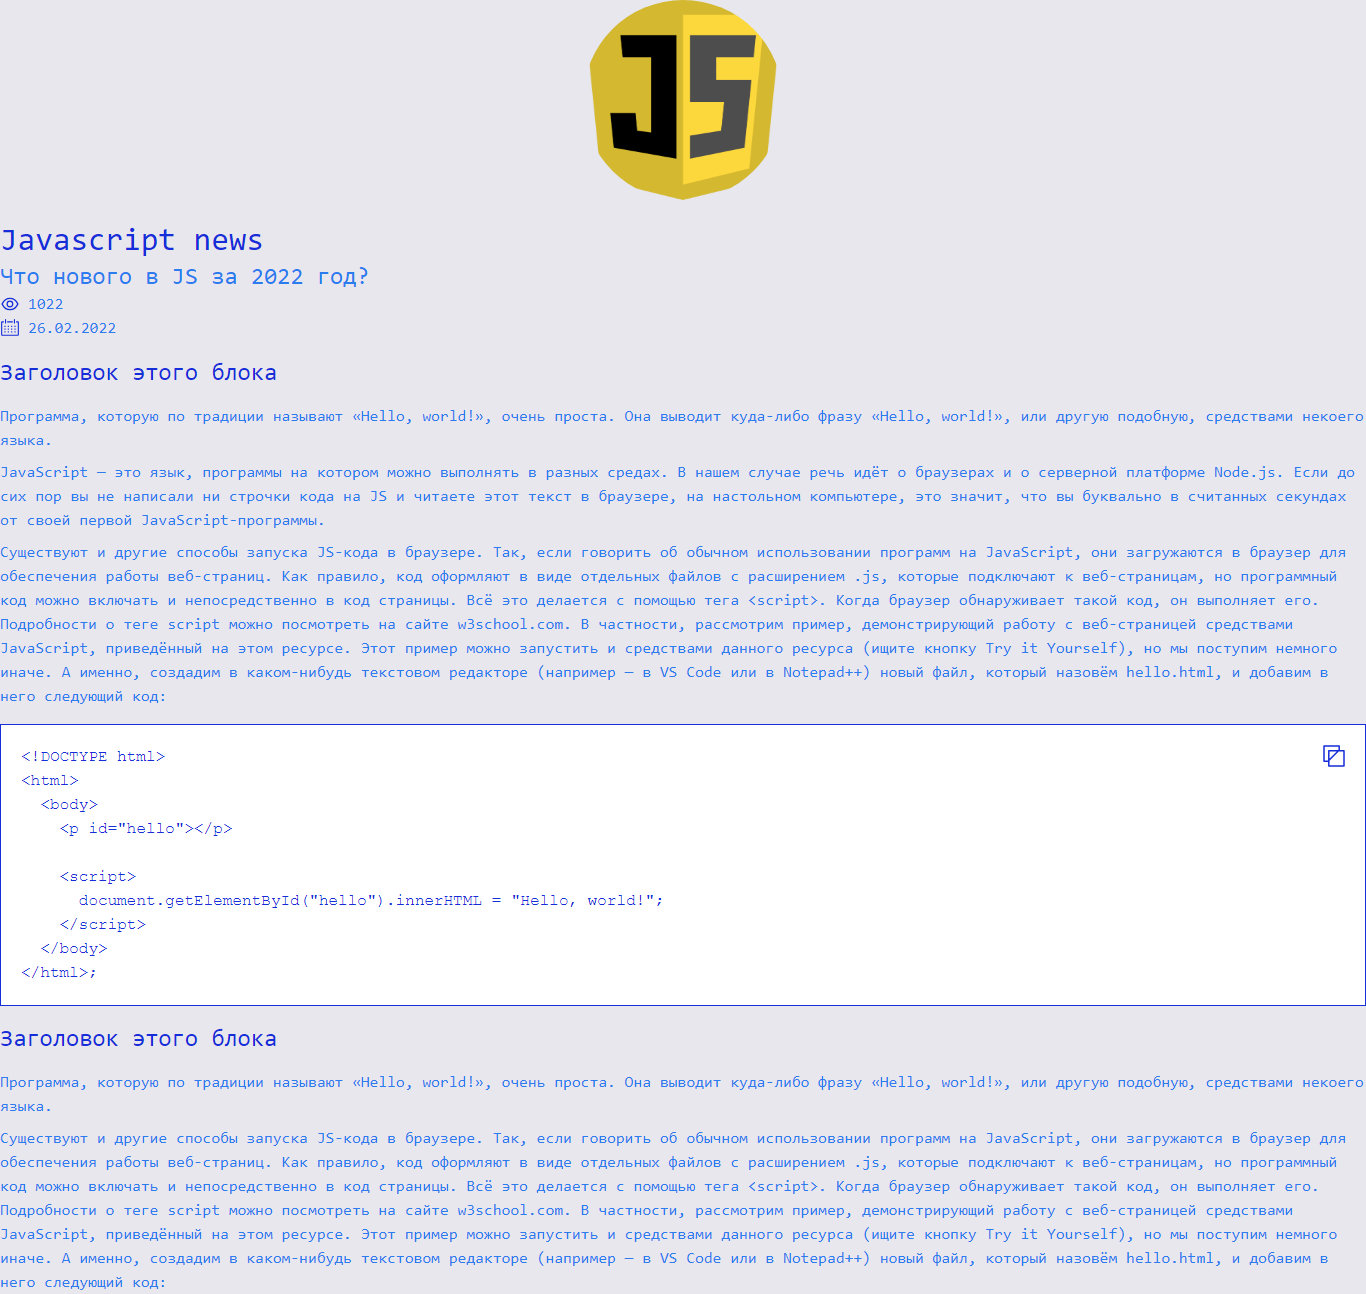 JS
Javascript news
Что нового в JS за 2022 год?
1022
26.02.2022
Заголовок этого блока
Программа, которую по традиции называют «Hello, world!», очень проста. Она выводит куда-либо фразу «Hello, world!», или другую подобную, средствами некоего
языка.
JavaScript — это язык, программы на котором можно выполнять в разных средах. В нашем случае речь идёт о браузерах и о серверной платформе Node.js. Если до
сих пор вы не написали ни строчки кода на JS и читаете этот текст в браузере, на настольном компьютере, это значит, что вы буквально в считанных секундах
от своей первой JavaScript-программы.
Существуют и другие способы запуска JS-кода в браузере. Так, если говорить об обычном использовании программ на JavaScript, они загружаются в браузер для
обеспечения работы веб-страниц. Как правило, код оформляют в виде отдельных файлов с расширением .js, которые подключают к веб-страницам, но программный
код можно включать и непосредственно в код страницы. Всё это делается с помощью тега <script>. Когда браузер обнаруживает такой код, он выполняет его.
Подробности о теге script можно посмотреть на сайте w3school.com. В частности, рассмотрим пример, демонстрирующий работу с веб-страницей средствами
JavaScript, приведённый на этом ресурсе. Этот пример можно запустить и средствами данного ресурса (ищите кнопку Try it Yourself), но мы поступим немного
иначе. А именно, создадим в каком-нибудь текстовом редакторе (например — в VS Code или в Notepad++) новый файл, который назовём hello.html, и добавим в
него следующий код:
<!DOCTYPE html>
<html>
<body>
<p id="hello"></p>
<script>
document.getElementById("hello").innerHTML = "Hello, world!";
</script>
</body>
</html>;
Заголовок этого блока
Программа, которую по традиции называют «Hello, world!», очень проста. Она выводит куда-либо фразу «Hello, world!», или другую подобную, средствами некоего
языка.
Существуют и другие способы запуска JS-кода в браузере. Так, если говорить об обычном использовании программ на JavaScript, они загружаются в браузер для
обеспечения работы веб-страниц. Как правило, код оформляют в виде отдельных файлов с расширением .js, которые подключают к веб-страницам, но программный
код можно включать и непосредственно в код страницы. Всё это делается с помощью тега <script>. Когда браузер обнаруживает такой код, он выполняет его.
Подробности о теге script можно посмотреть на сайте w3school.com. В частности, рассмотрим пример, демонстрирующий работу с веб-страницей средствами
JavaScript, приведённый на этом ресурсе. Этот пример можно запустить и средствами данного ресурса (ищите кнопку Try it Yourself), но мы поступим немного
иначе. А именно, создадим в каком-нибудь текстовом редакторе (например — в VS Code или в Notepad++) новый файл, который назовём hello.html, и добавим в
него следующий код: